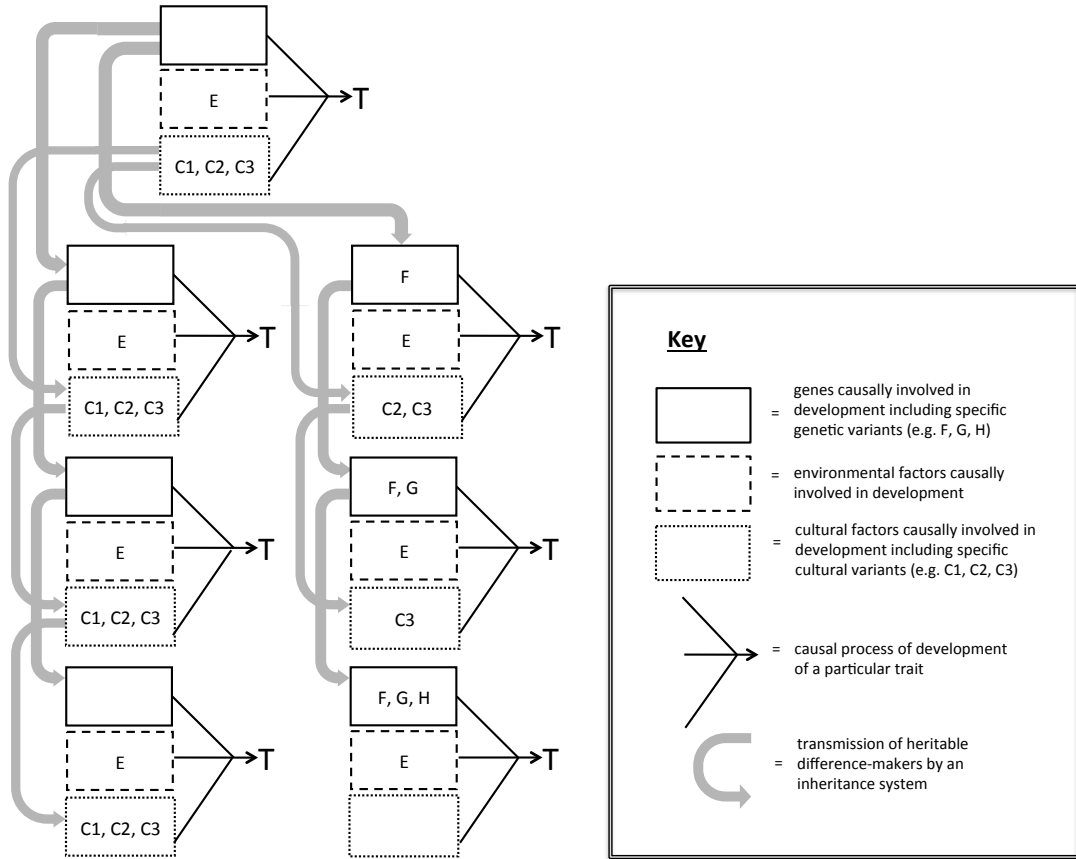 E
T
C1, C2, C3
E
T
C1, C2, C3
F
E
T
C2, C3
E
T
C1, C2, C3
F, G
E
T
C3
E
T
C1, C2, C3
F, G, H
E
T
Key
= genes causally involved in
development including specific
genetic variants (e.g. F, G, H)
= environmental factors causally
involved in development
= cultural factors causally involved in
development including specific
cultural variants (e.g. C1, C2, C3)
= causal process of development
of a particular trait
transmission of heritable
= difference-makers by an
inheritance system